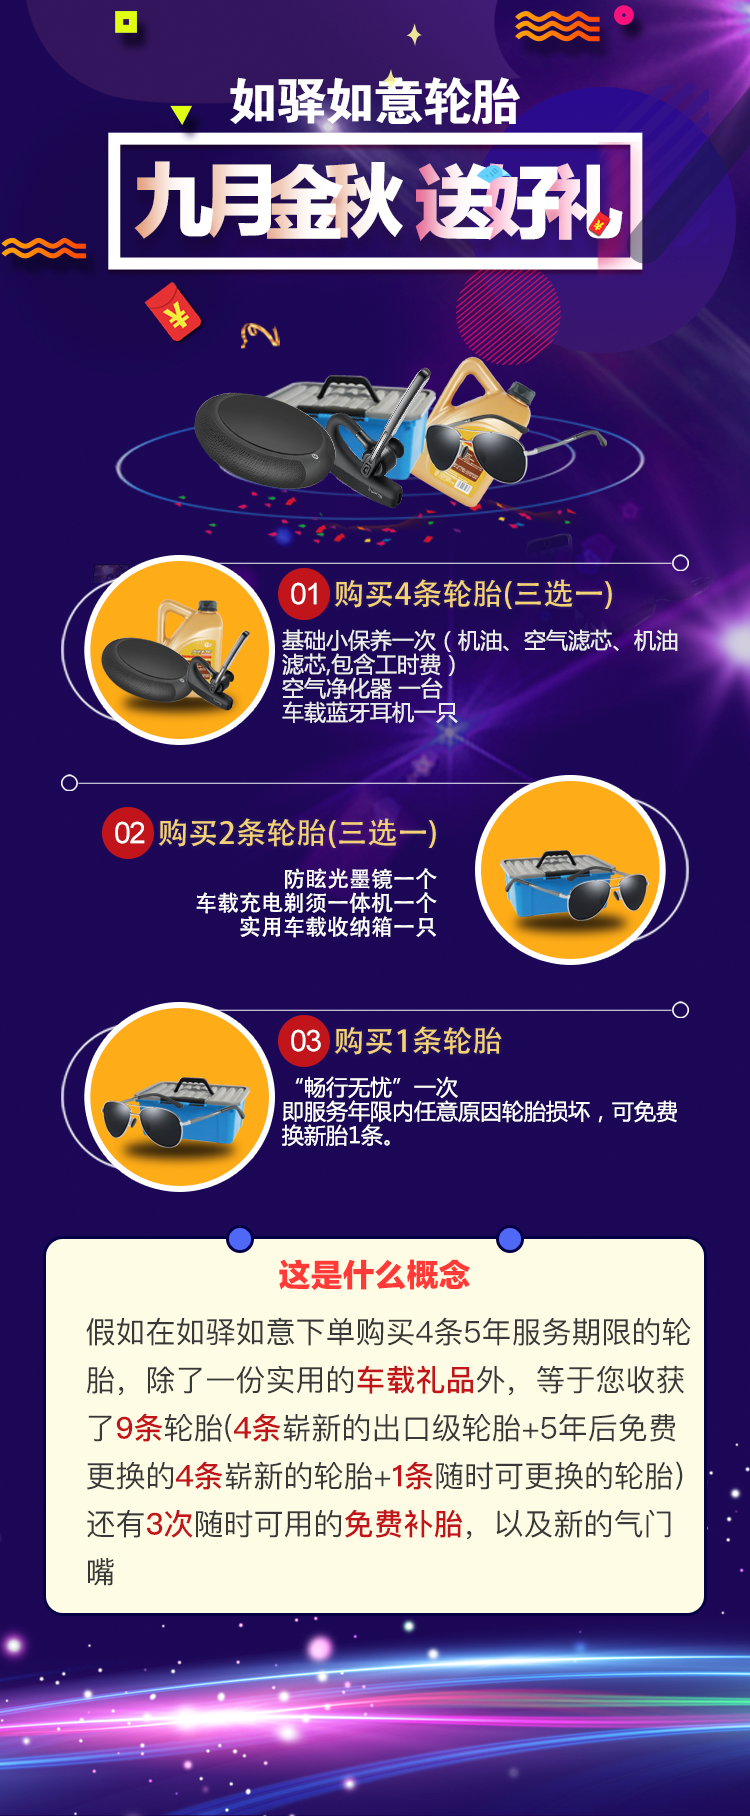 如驿如意轮胎
九月金秋 送好礼
01 购买4条轮胎(三选一)
基础小保养一次（机油、空气滤芯、机油
滤芯,包含工时费）
空气净化器 一台
车载蓝牙耳机一只
02 购买2条轮胎(三选一)
防眩光墨镜一个
车载充电剃须一体机一个
实用车载收纳箱一只
03 购买1条轮胎
“畅行无忧”一次
即服务年限内任意原因轮胎损坏，可免费
换新胎1条。
这是什么概念
假如在如驿如意下单购买4条5年服务期限的轮
胎，除了一份实用的车载礼品外，等于您收获
了9条轮胎(4条崭新的出口级轮胎+5年后免费
更换的4条崭新的轮胎+1条随时可更换的轮胎)
还有3次随时可用的免费补胎，以及新的气门
嘴